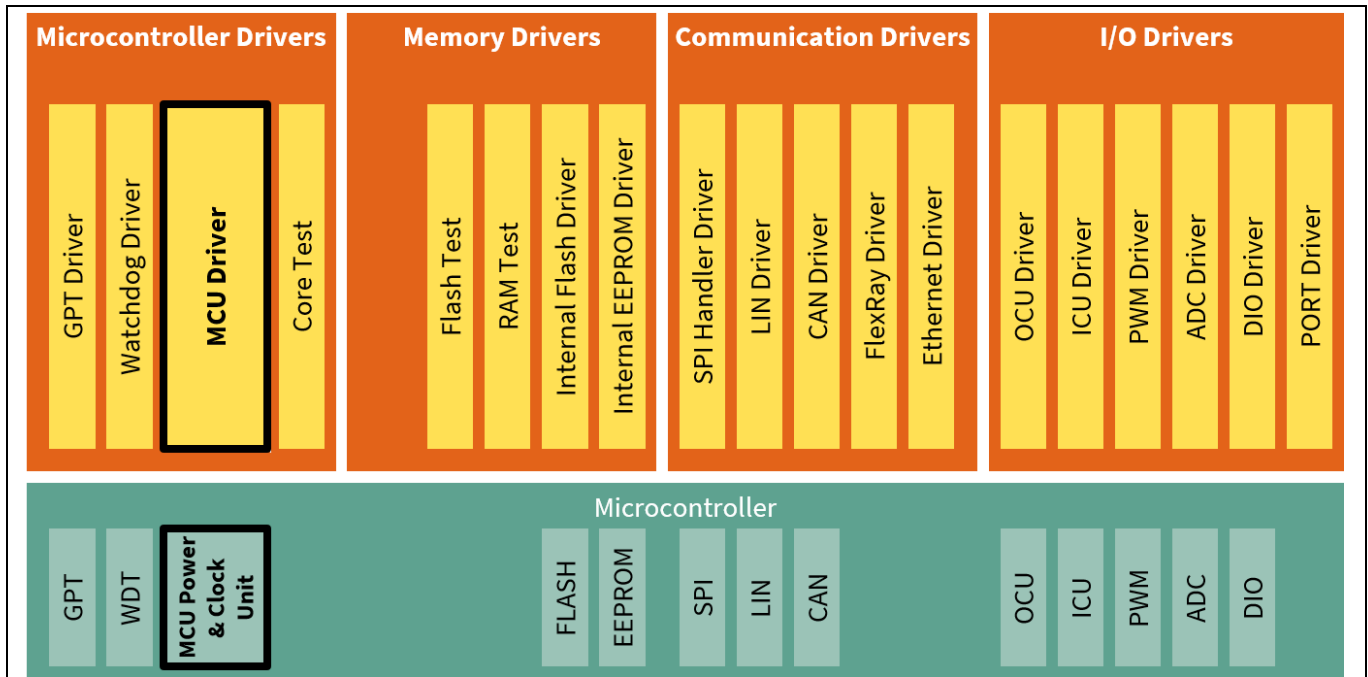 Microcontroller Drivers
Memory Drivers
Communication Drivers
I/O Drivers
GPT Driver
Watchdog Driver
MCU Driver
Core Test
Flash Test
RAM Test
Internal Flash Driver
Internal EEPROM Driver
SPI Handler Driver
LIN Driver
CAN Driver
FlexRay Driver
Ethernet Driver
OCU Driver
ICU Driver
PWM Driver
ADC Driver
DIO Driver
PORT Driver
Microcontroller
GPT
WDT
MCU Power
& Clock
Unit
FLASH
EEPROM
SPI
LIN
CAN
OCU
ICU
PWM
ADC
DIO